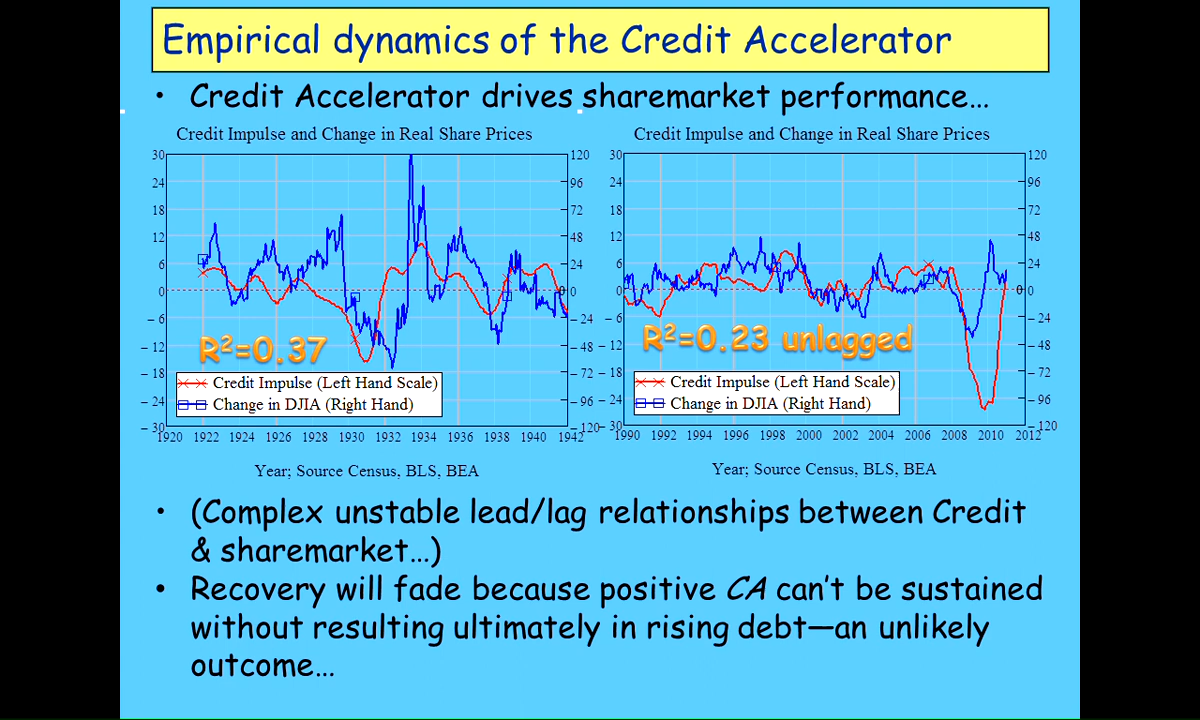 Empirical dynamics of the Credit Accelerator
• Credit Accelerator drives sharemarket performance…
Credit Impulse and Change in Real Share Prices
30
24
18
12
6
0
– 6
– 12
– 18
– 24
– 30
120
96
72
48
24
0
– 24
– 48
– 72
– 96
– 120
R²=0.37
Credit Impulse (Left Hand Scale)
Change in DJIA (Right Hand)
1920 1922 1924 1926 1928 1930 1932 1934 1936 1938 1940 1942
Year; Source Census, BLS, BEA
Credit Impulse and Change in Real Share Prices
30
24
18
12
6
0
– 6
– 12
– 18
– 24
– 30
120
96
72
48
24
0
– 24
– 48
– 72
– 96
– 120
R²=0.23 unlagged
Credit Impulse (Left Hand Scale)
Change in DJIA (Right Hand)
1990 1992 1994 1996 1998 2000 2002 2004 2006 2008 2010 2012
Year; Source Census, BLS, BEA
• (Complex unstable lead/lag relationships between Credit
& sharemarket…)
• Recovery will fade because positive CA can't be sustained
without resulting ultimately in rising debt—an unlikely
outcome…